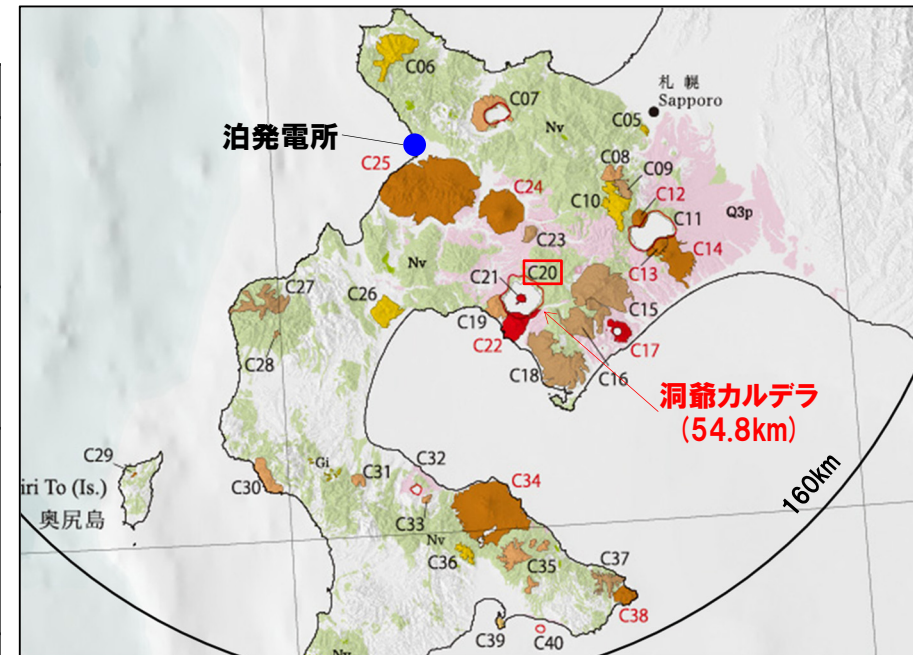 C06
C07
札 幌
Sapporo
Nv
C05
泊発電所
C25
C24
C08
C09
C10
C12
C11
Q3p
C23
C14
C13
Nv
C20
C21
C27
C26
C15
C19
C22
C17
C28
C18
C16
洞爺カルデラ
(54.8km)
C29
iri To (Is.)
奥尻島
C30
Gi
C31
C32
C34
160km
C33
Nv
C36
C35
C37
C38
C39
C40
Nv